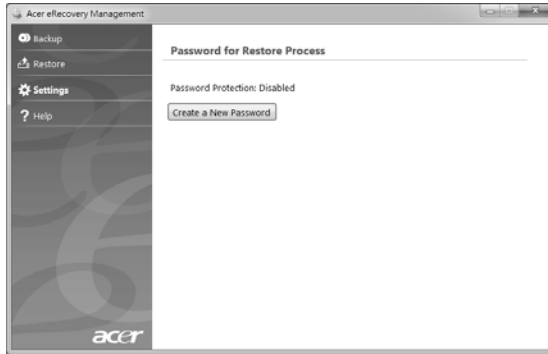 Acer eRecovery Management
Backup
Restore
Settings
Help
Password for Restore Process
Password Protection: Disabled
Create a New Password
acer